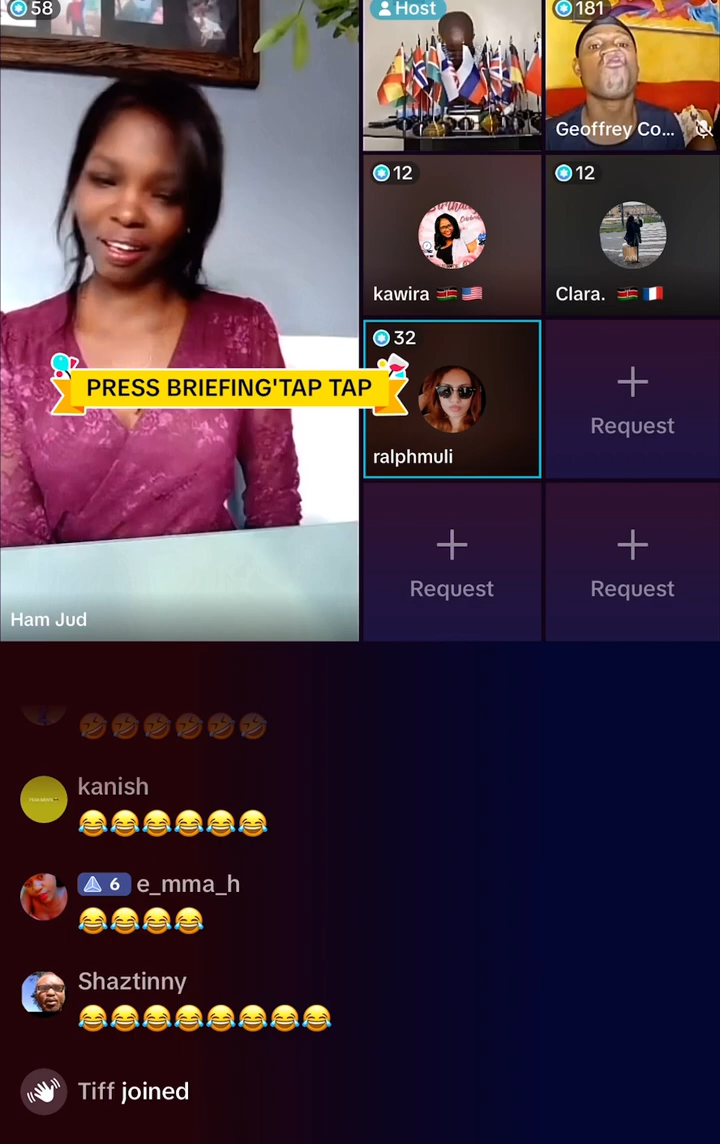 58
Host
181
Geoffrey Co...
12
kawira 🇰🇪 🇺🇸
12
Clara. 🇰🇪 🇫🇷
PRESS BRIEFING'TAP TAP
32
ralphmuli
Request
Request
Request
Ham Jud
🤣🤣🤣🤣🤣🤣
kanish
😂😂😂😂😂😂
6 e_mma_h
😂😂😂😂
Shaztinny
😂😂😂😂😂😂😂😂
Tiff joined